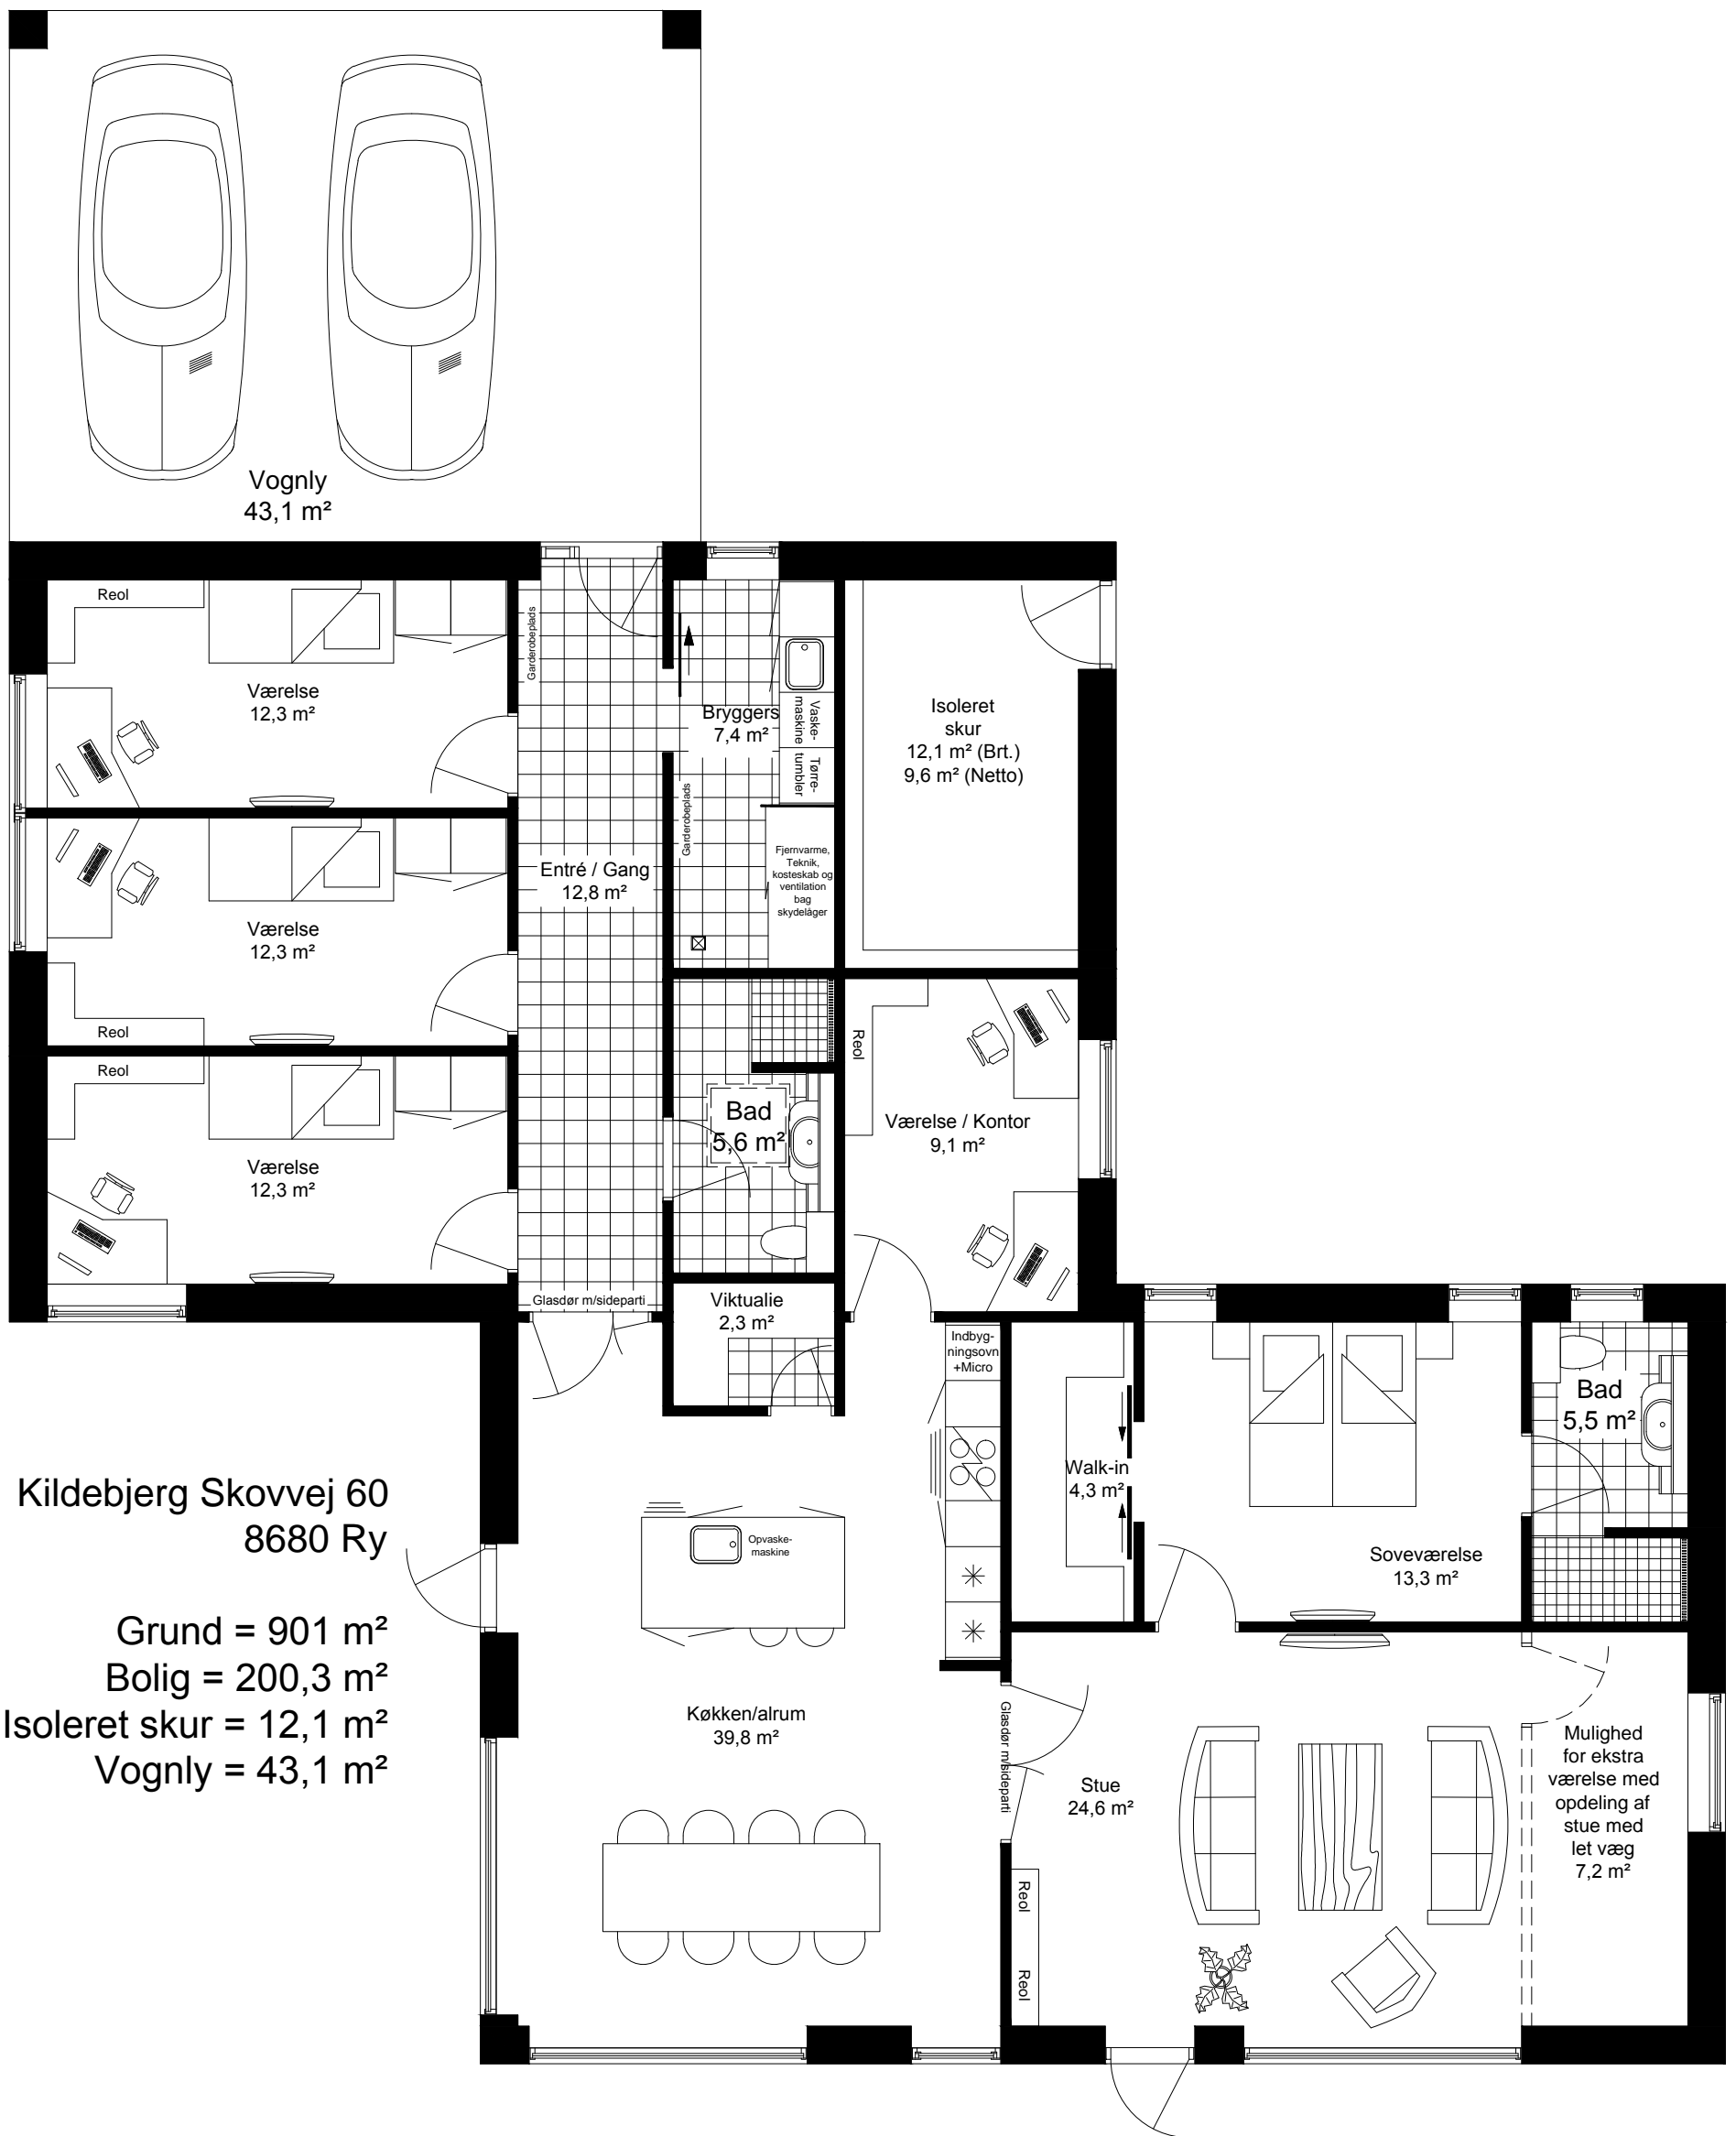 Vognly
43,1 m²
Reol
Værelse
12,3 m²
Værelse
12,3 m²
Reol
Reol
Værelse
12,3 m²
Garderobeplads
Entré / Gang
12,8 m²
Glasdør m/sideparti
Bryggers
7,4 m²
Vaske-
maskine
Tørre-
tumbler
Garderobeplads
Fjernvarme,
Teknik,
kosteskab og
ventilation
bag
skydelåger
Isoleret
skur
12,1 m² (Brt.)
9,6 m² (Netto)
Bad
5,6 m²
Reol
Værelse / Kontor
9,1 m²
Viktualie
2,3 m²
Indbyg-
ningsovn
+Micro
Walk-in
4,3 m²
Soveværelse
13,3 m²
Bad
5,5 m²
Opvaske-
maskine
Køkken/alrum
39,8 m²
Glasdør m/sideparti
Stue
24,6 m²
Reol
Reol
Mulighed
for ekstra
værelse med
opdeling af
stue med
let væg
7,2 m²
Kildebjerg Skovvej 60
8680 Ry
Grund = 901 m²
Bolig = 200,3 m²
Isoleret skur = 12,1 m²
Vognly = 43,1 m²